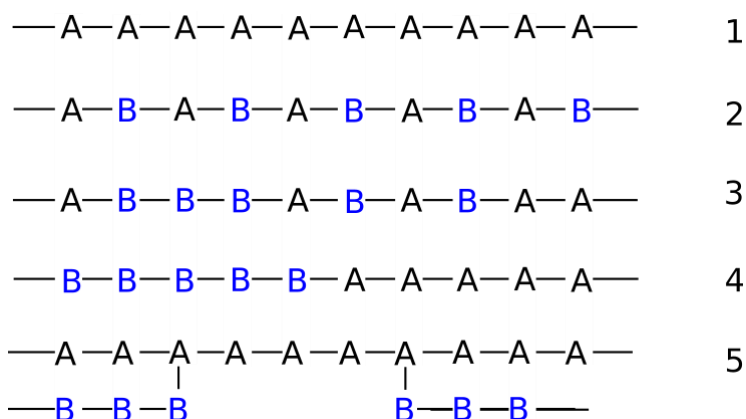 A A A A A A A A A A 1
A B A B A B A B A B 2
A B B B A B A B A A 3
B B B B B A A A A A 4
A A A A A A A A A A 5
B B B B B B